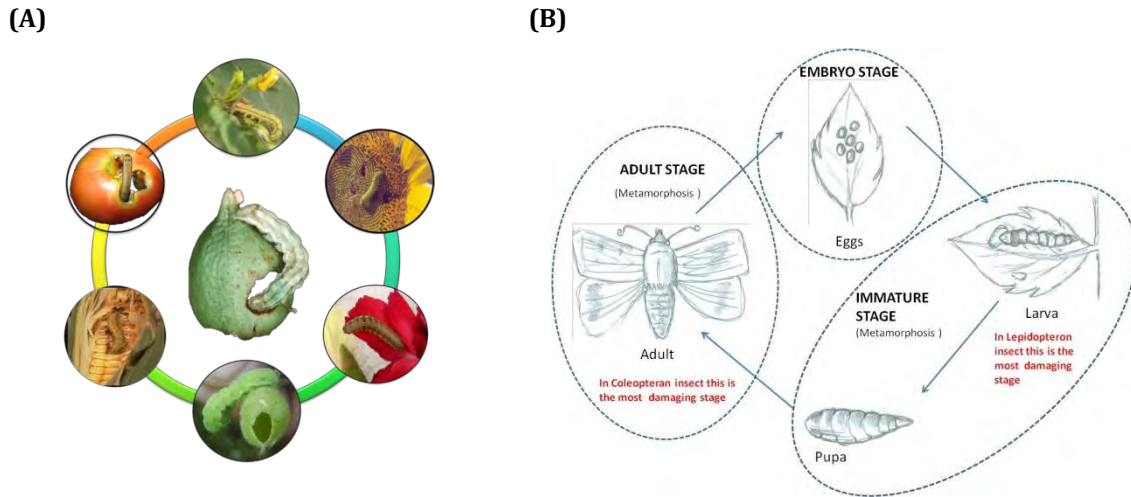 (A)
(B)
EMBRYO STAGE
Eggs
ADULT STAGE
(Metamorphosis )
Adult
In Coleopteran insect this is
the most damaging stage
IMMATURE
STAGE
(Metamorphosis )
Larva
In Lepidopteron
insect this is the
most damaging
stage
Pupa